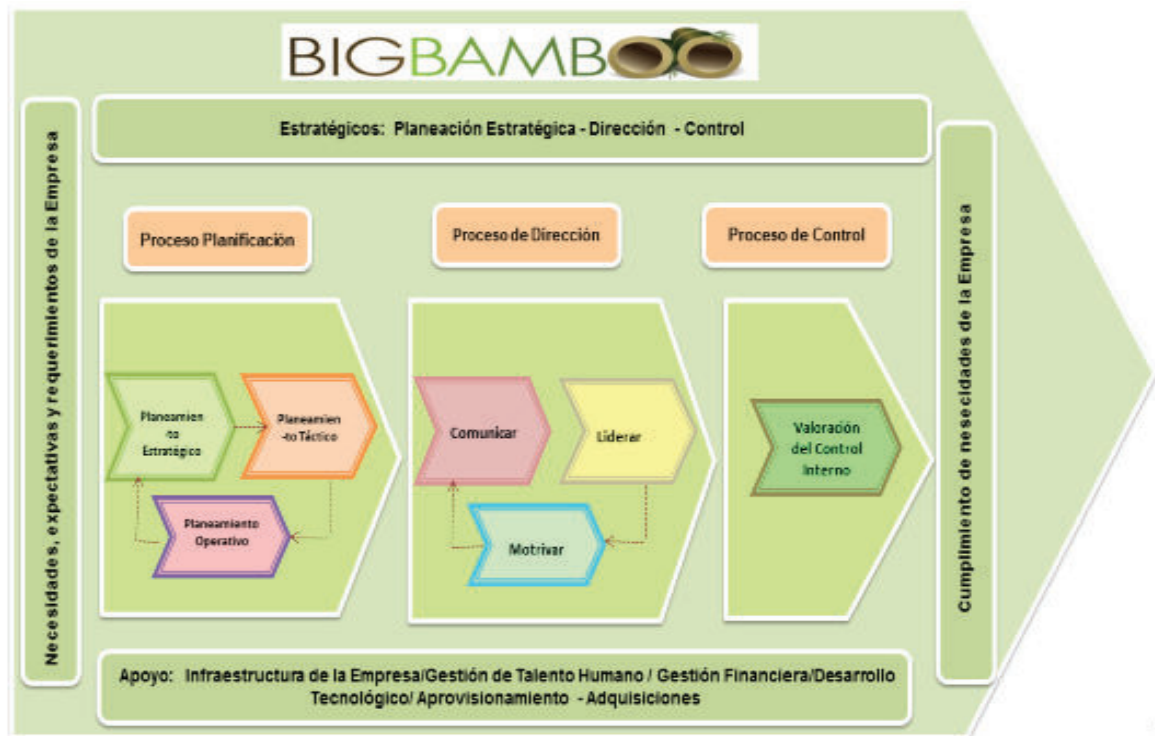 BIGBAMBOO
Estratégicos: Planeación Estratégica - Dirección - Control
Necesidades, expectativas y requerimientos de la Empresa
Proceso Planificación
Proceso de Dirección
Proceso de Control
Planeamien
-to
Estratégico
Planeamien
-to Táctico
Planeamiento
Operativo
Comunicar
Liderar
Motrivar
Valoración
del Control
Interno
Cumplimiento de nesecidades de la Empresa
Apoyo: Infraestructura de la Empresa/Gestión de Talento Humano / Gestión Financiera/Desarrollo
Tecnológico/ Aprovisionamiento - Adquisiciones